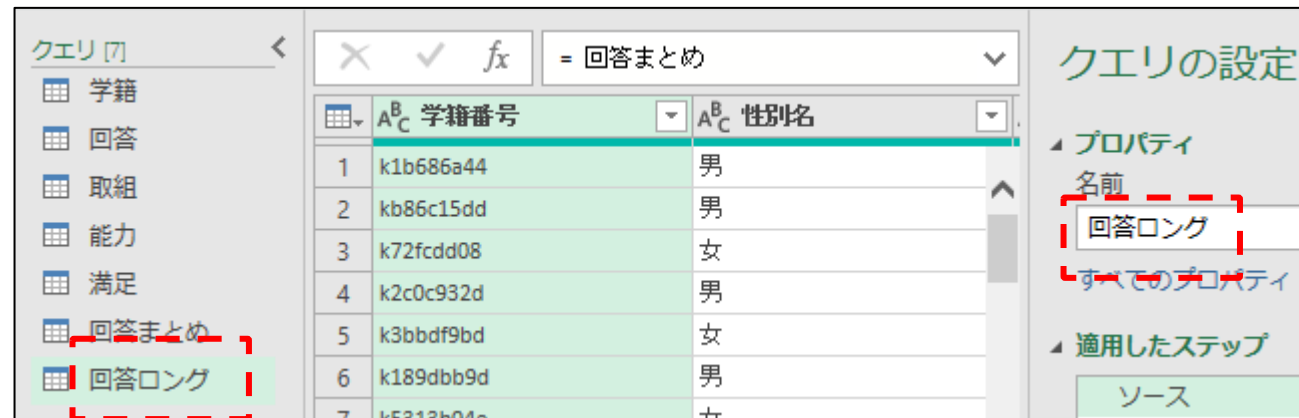 クエリ [7]
学籍
回答
取組
能力
満足
回答まとめ
回答ロング
fx = 回答まとめ
ABC 学籍番号 ABC 性別名
1 k1b686a44 男
2 kb86c15dd 男
3 k72fcdd08 女
4 k2c0c932d 男
5 k3bbdf9bd 女
6 k189dbb9d 男
クエリの設定
プロパティ
名前
回答ロング
すべてのプロパティ
適用したステップ
ソース